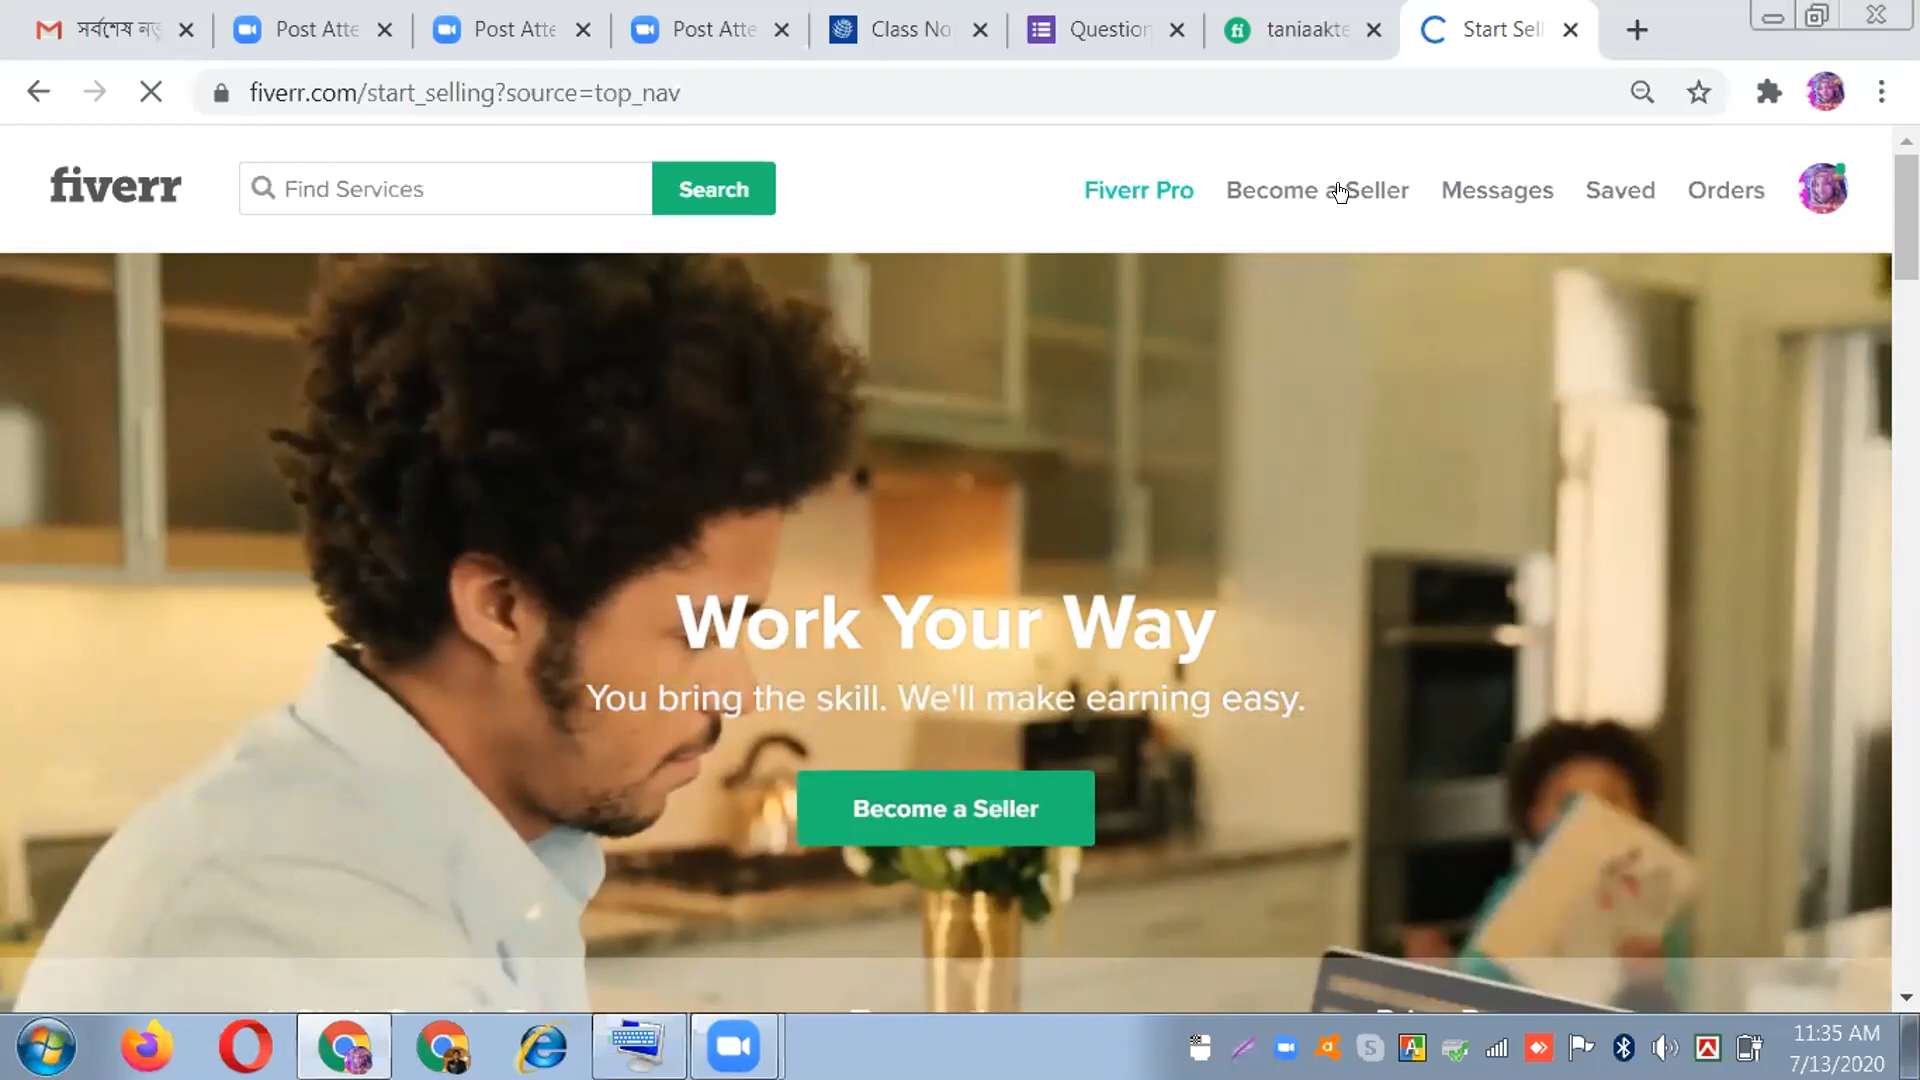 সর্বশেষ
Post Atte
Post Atte
Post Atte
Class No
Question
taniaakte
Start Sell
fiverr.com/start_selling?source=top_nav
fiverr
Find Services
Search
Fiverr Pro
Become a Seller
Messages
Saved
Orders
Work Your Way
You bring the skill. We'll make earning easy.
Become a Seller
11:35 AM
7/13/2020